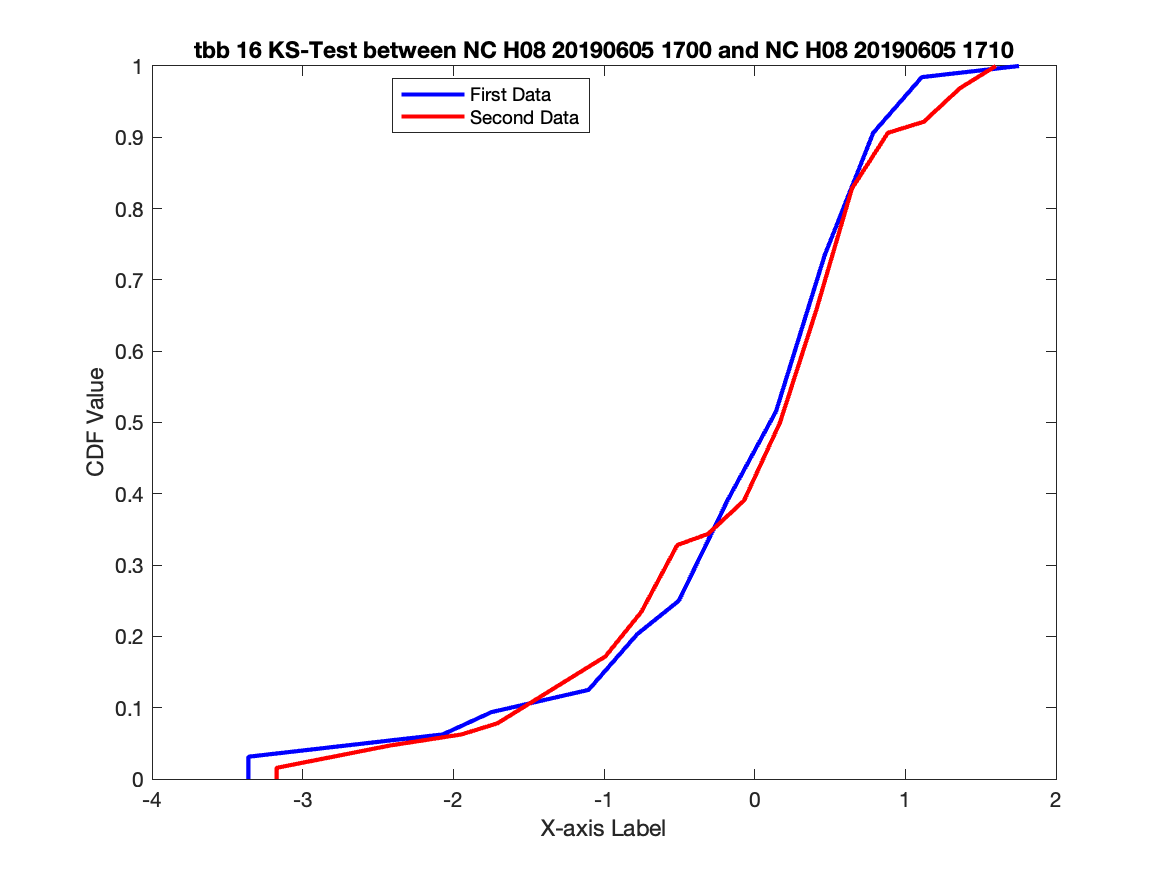 tbb 16 KS-Test between NC H08 20190605 1700 and NC H08 20190605 1710
First Data
Second Data
CDF Value
1
0.9
0.8
0.7
0.6
0.5
0.4
0.3
0.2
0.1
0
-4 -3 -2 -1 0 1 2
X-axis Label